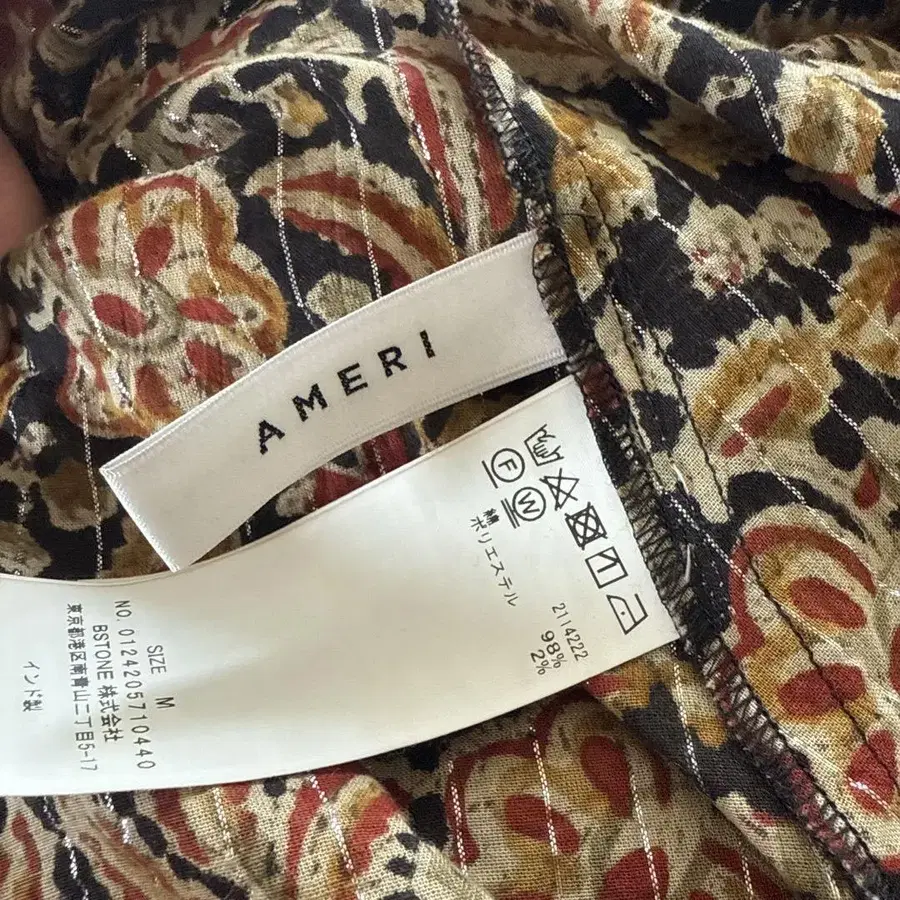 AMERI
F
W
2114222
綿 98%
ポリエステル 2%
SIZE M
NO. 0124205710440
BSTONE 株式会社
東京都港区南青山二丁目5-17
インド製